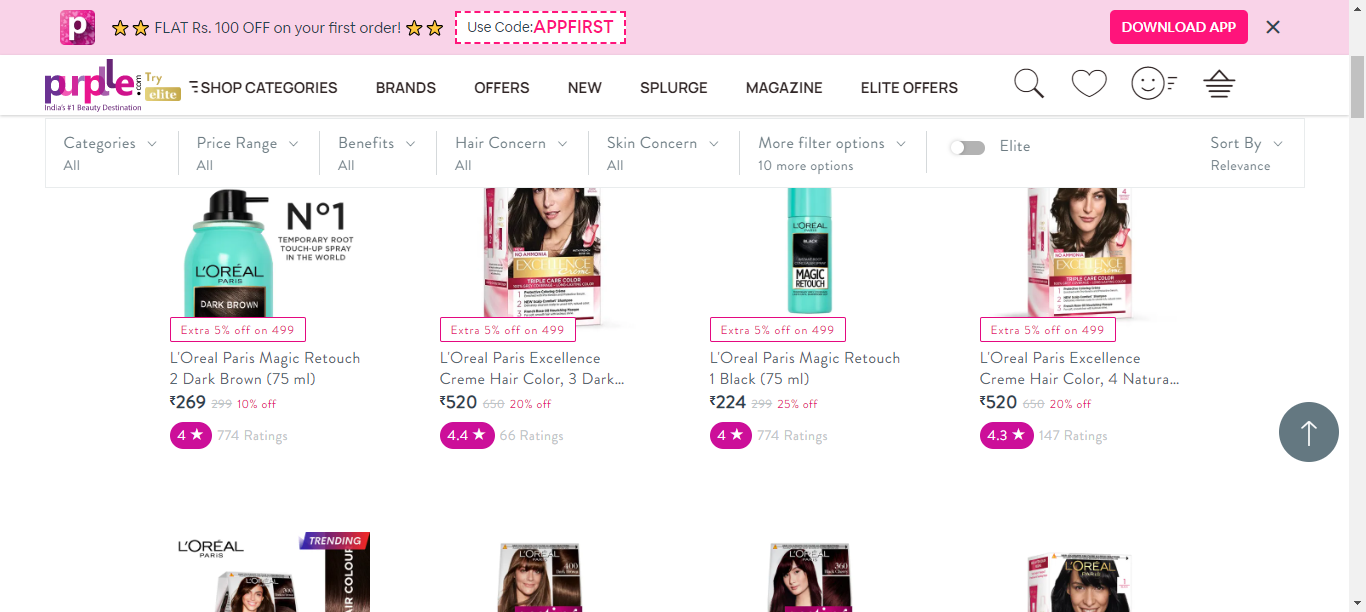 FLAT Rs. 100 OFF on your first order!
Use Code:APPFIRST
DOWNLOAD APP
purplle.com
Try elite
India's #1 Beauty Destination
SHOP CATEGORIES
BRANDS
OFFERS
NEW
SPLURGE
MAGAZINE
ELITE OFFERS
Categories
All
Price Range
All
Benefits
All
Hair Concern
All
Skin Concern
All
More filter options
10 more options
Elite
Sort By
Relevance
Nº1
TEMPORARY ROOT
TOUCH-UP SPRAY
IN THE WORLD
L'ORÉAL
PARIS
DARK BROWN
NO AMMONIA
EXCELLENCE
TRIPLE CARE COLOR
L'ORÉAL
BLACK
MAGIC
RETOUCH
4
NO AMMONIA
EXCELLENCE
TRIPLE CARE COLOR
Extra 5% off on 499
L'Oreal Paris Magic Retouch
2 Dark Brown (75 ml)
₹269 299 10% off
4 ★ 774 Ratings
Extra 5% off on 499
L'Oreal Paris Excellence
Creme Hair Color, 3 Dark...
₹520 650 20% off
4.4 ★ 66 Ratings
Extra 5% off on 499
L'Oreal Paris Magic Retouch
1 Black (75 ml)
₹224 299 25% off
4 ★ 774 Ratings
Extra 5% off on 499
L'Oreal Paris Excellence
Creme Hair Color, 4 Natura...
₹520 650 20% off
4.3 ★ 147 Ratings
L'ORÉAL
PARIS
TRENDING
HAIR COLOUR
L'ORÉAL
L'ORÉAL
PARIS
400
L'ORÉAL
PARIS
360
L'ORÉAL
PARIS
1